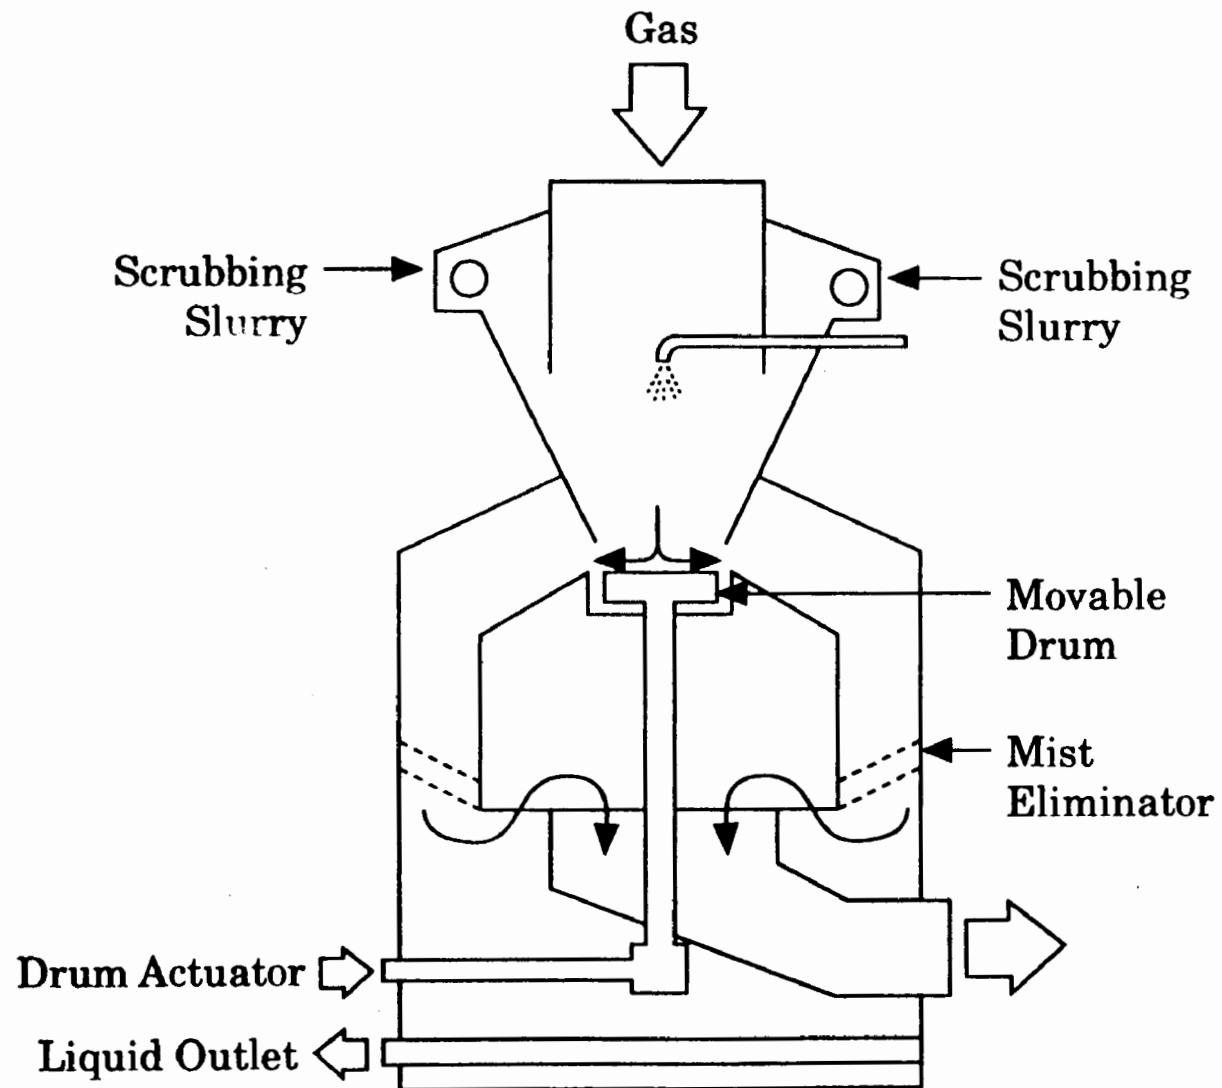 Gas
Scrubbing
Slurry
Scrubbing
Slurry
Movable
Drum
Mist
Eliminator
Drum Actuator
Liquid Outlet